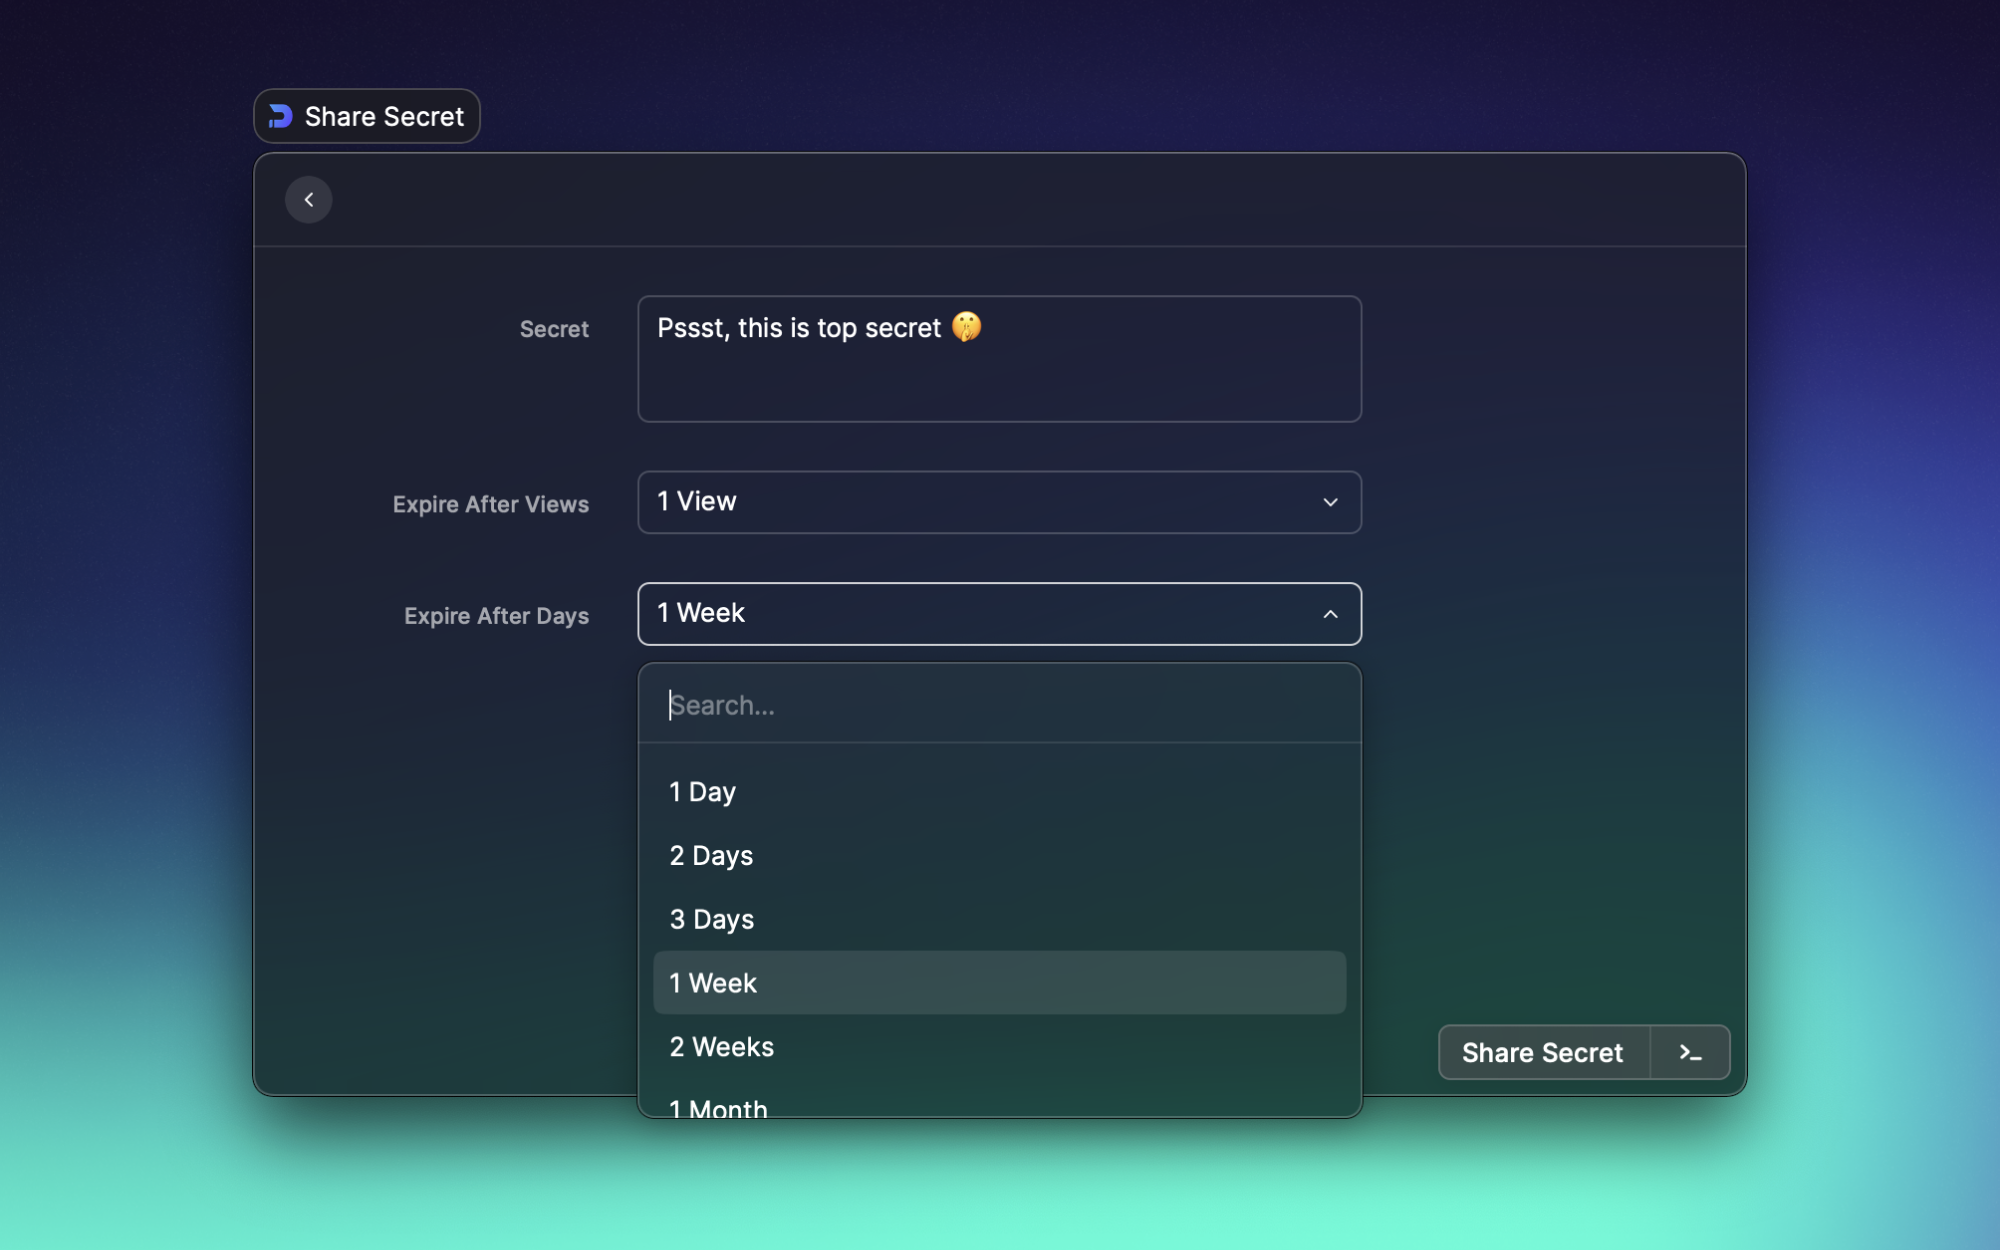 Share Secret
Secret
Pssst, this is top secret 🤫
Expire After Views
1 View
Expire After Days
1 Week
Search...
1 Day
2 Days
3 Days
1 Week
2 Weeks
1 Month
Share Secret